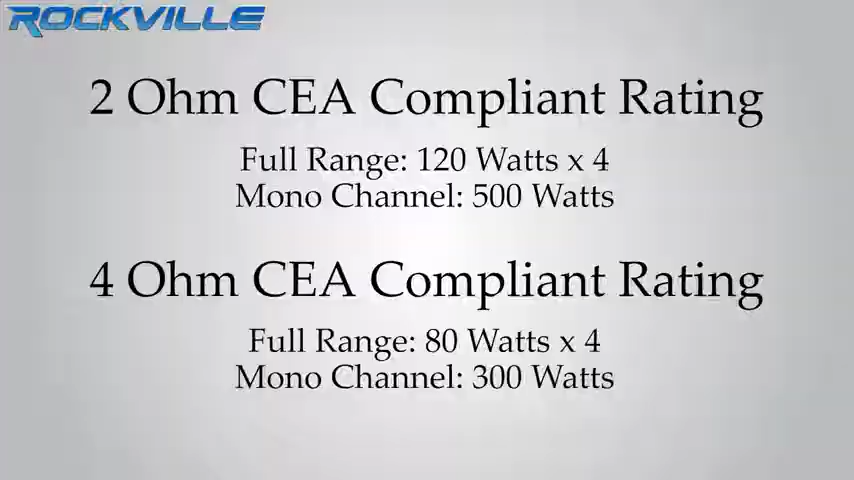 ROCKVILLE
2 Ohm CEA Compliant Rating
Full Range: 120 Watts x 4
Mono Channel: 500 Watts
4 Ohm CEA Compliant Rating
Full Range: 80 Watts x 4
Mono Channel: 300 Watts